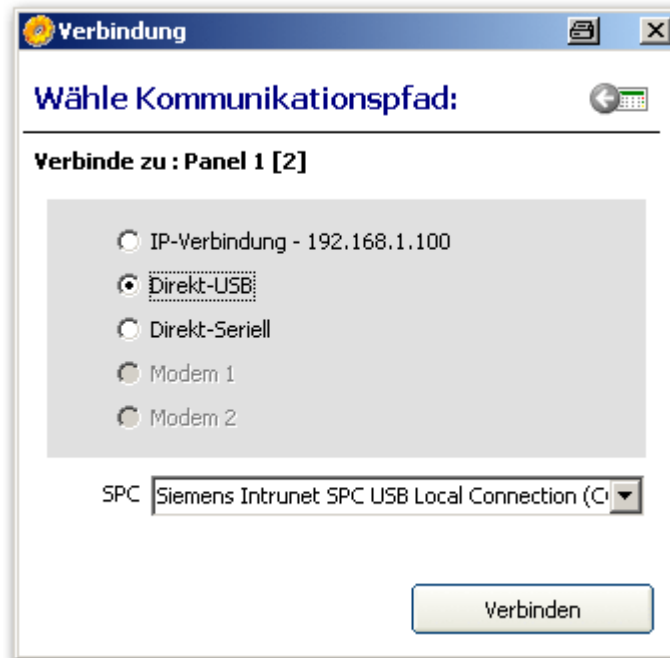 Verbindung
Wähle Kommunikationspfad:
Verbinde zu : Panel 1 [2]
IP-Verbindung - 192.168.1.100
Direkt-USB
Direkt-Seriell
Modem 1
Modem 2
SPC Siemens Intrunet SPC USB Local Connection (C
Verbinden